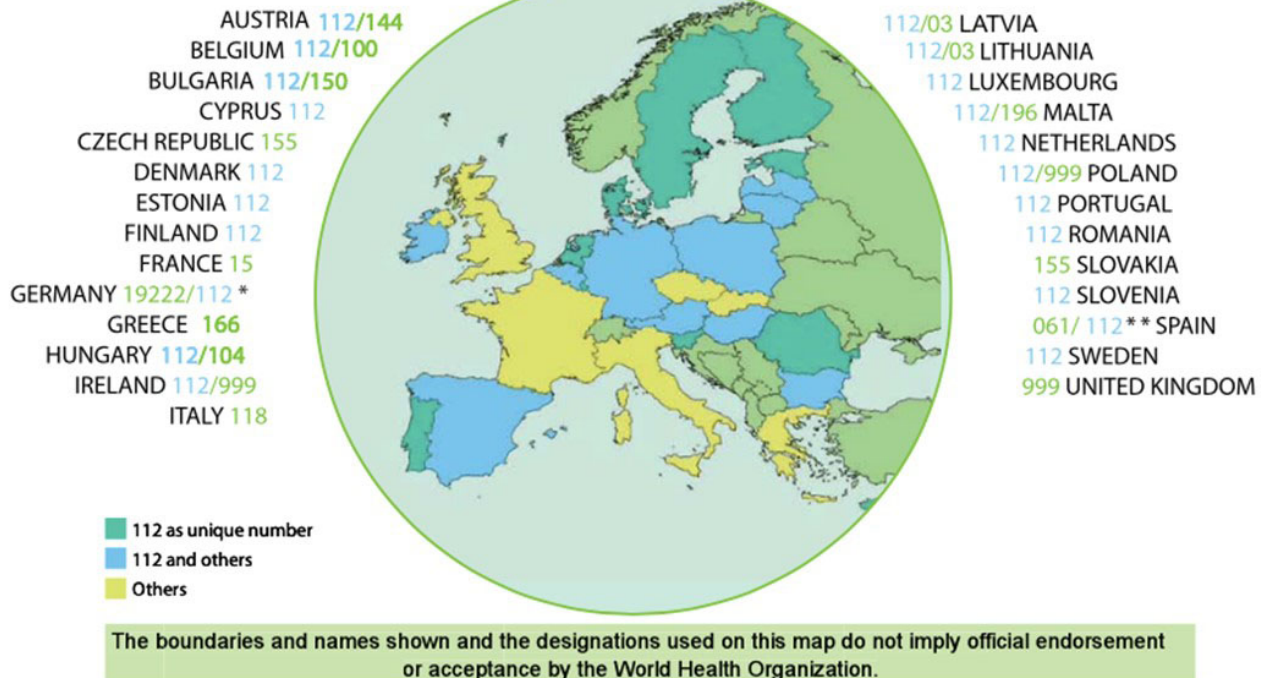 AUSTRIA 112/144
BELGIUM 112/100
BULGARIA 112/150
CYPRUS 112
CZECH REPUBLIC 155
DENMARK 112
ESTONIA 112
FINLAND 112
FRANCE 15
GERMANY 19222/112 *
GREECE 166
HUNGARY 112/104
IRELAND 112/999
ITALY 118
112/03 LATVIA
112/03 LITHUANIA
112 LUXEMBOURG
112/196 MALTA
112 NETHERLANDS
112/999 POLAND
112 PORTUGAL
112 ROMANIA
155 SLOVAKIA
112 SLOVENIA
061/ 112** SPAIN
112 SWEDEN
999 UNITED KINGDOM
112 as unique number
112 and others
Others
The boundaries and names shown and the designations used on this map do not imply official endorsement
or acceptance by the World Health Organization.